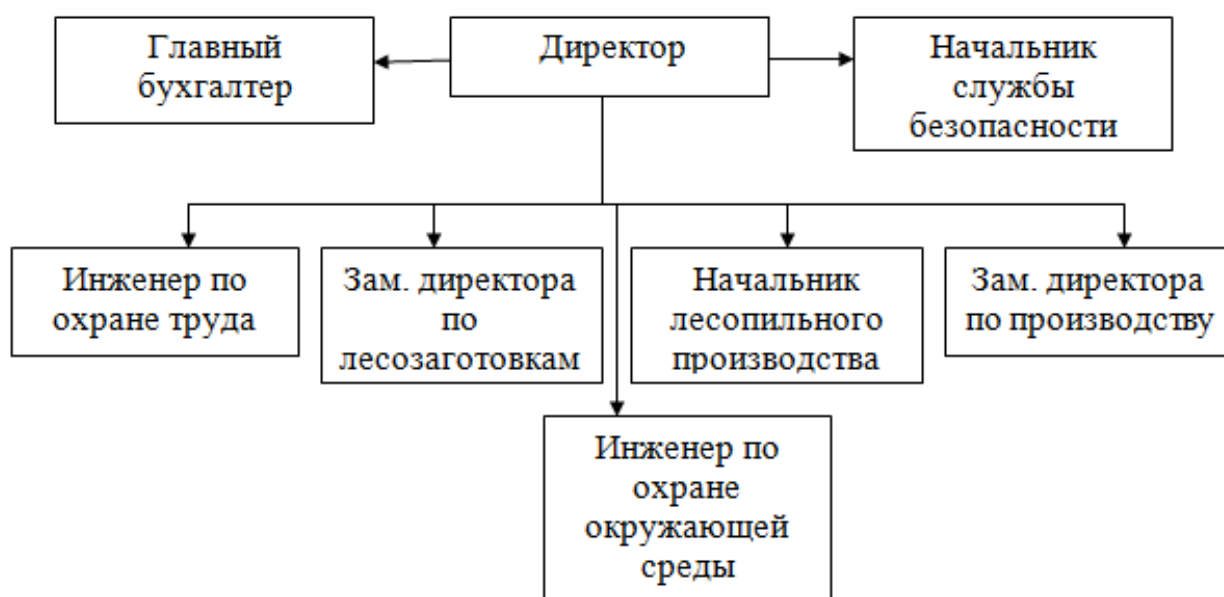 Главный
бухгалтер
Директор
Начальник
службы
безопасности
Инженер по
охране труда
Зам. директора
по
лесозаготовкам
Начальник
лесопильного
производства
Зам. директора
по производству
Инженер по
охране
окружающей
среды